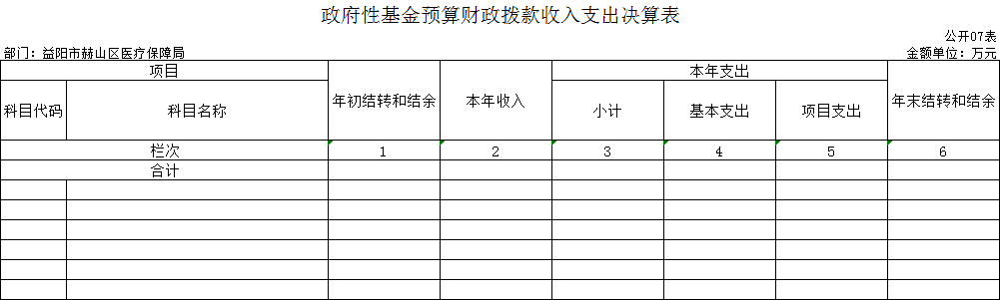 政府性基金预算财政拨款收入支出决算表
公开07表
部门：益阳市赫山区医疗保障局 金额单位：万元
项目 年初结转和结余 本年收入 本年支出 年末结转和结余
科目代码 科目名称 小计 基本支出 项目支出
栏次 1 2 3 4 5 6
合计